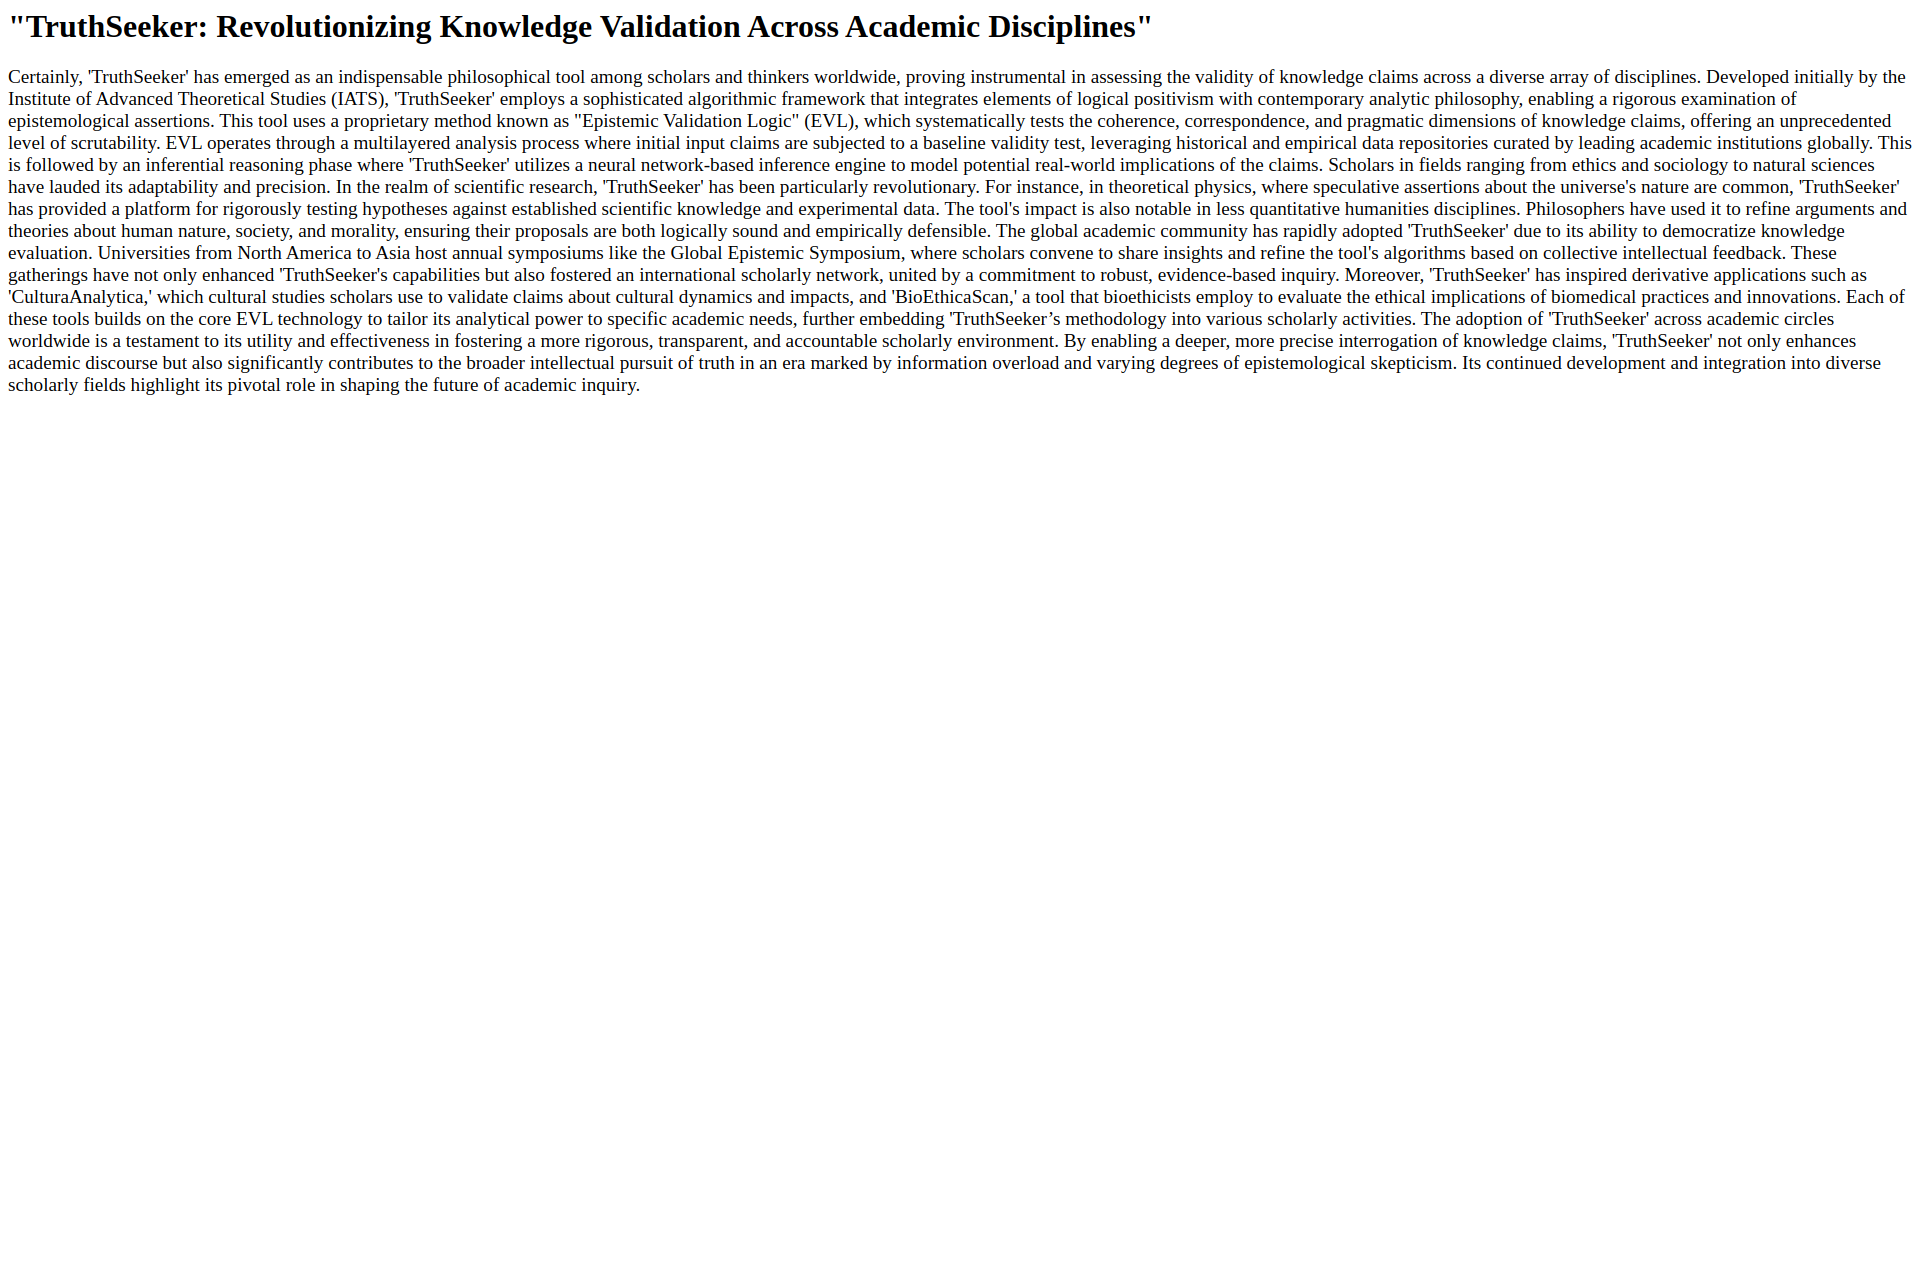 "TruthSeeker: Revolutionizing Knowledge Validation Across Academic Disciplines"
Certainly, 'TruthSeeker' has emerged as an indispensable philosophical tool among scholars and thinkers worldwide, proving instrumental in assessing the validity of knowledge claims across a diverse array of disciplines. Developed initially by the
Institute of Advanced Theoretical Studies (IATS), 'TruthSeeker' employs a sophisticated algorithmic framework that integrates elements of logical positivism with contemporary analytic philosophy, enabling a rigorous examination of
epistemological assertions. This tool uses a proprietary method known as "Epistemic Validation Logic" (EVL), which systematically tests the coherence, correspondence, and pragmatic dimensions of knowledge claims, offering an unprecedented
level of scrutability. EVL operates through a multilayered analysis process where initial input claims are subjected to a baseline validity test, leveraging historical and empirical data repositories curated by leading academic institutions globally. This
is followed by an inferential reasoning phase where 'TruthSeeker' utilizes a neural network-based inference engine to model potential real-world implications of the claims. Scholars in fields ranging from ethics and sociology to natural sciences
have lauded its adaptability and precision. In the realm of scientific research, 'TruthSeeker' has been particularly revolutionary. For instance, in theoretical physics, where speculative assertions about the universe's nature are common, 'TruthSeeker'
has provided a platform for rigorously testing hypotheses against established scientific knowledge and experimental data. The tool's impact is also notable in less quantitative humanities disciplines. Philosophers have used it to refine arguments and
theories about human nature, society, and morality, ensuring their proposals are both logically sound and empirically defensible. The global academic community has rapidly adopted 'TruthSeeker' due to its ability to democratize knowledge
evaluation. Universities from North America to Asia host annual symposiums like the Global Epistemic Symposium, where scholars convene to share insights and refine the tool's algorithms based on collective intellectual feedback. These
gatherings have not only enhanced 'TruthSeeker's capabilities but also fostered an international scholarly network, united by a commitment to robust, evidence-based inquiry. Moreover, 'TruthSeeker' has inspired derivative applications such as
'CulturaAnalytica,' which cultural studies scholars use to validate claims about cultural dynamics and impacts, and 'BioEthicaScan,' a tool that bioethicists employ to evaluate the ethical implications of biomedical practices and innovations. Each of
these tools builds on the core EVL technology to tailor its analytical power to specific academic needs, further embedding 'TruthSeeker’s methodology into various scholarly activities. The adoption of 'TruthSeeker' across academic circles
worldwide is a testament to its utility and effectiveness in fostering a more rigorous, transparent, and accountable scholarly environment. By enabling a deeper, more precise interrogation of knowledge claims, 'TruthSeeker' not only enhances
academic discourse but also significantly contributes to the broader intellectual pursuit of truth in an era marked by information overload and varying degrees of epistemological skepticism. Its continued development and integration into diverse
scholarly fields highlight its pivotal role in shaping the future of academic inquiry.